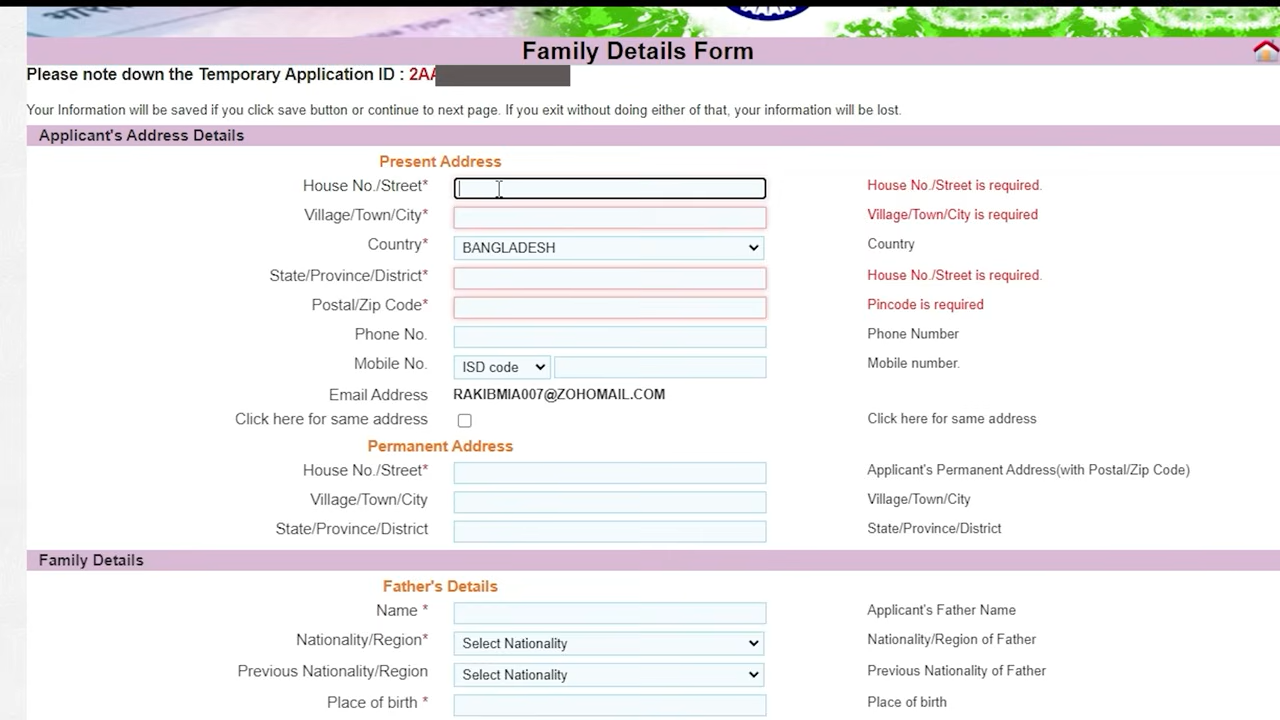 Family Details Form
Please note down the Temporary Application ID : 2AA
Your Information will be saved if you click save button or continue to next page. If you exit without doing either of that, your information will be lost.
Applicant's Address Details
Present Address
House No./Street* House No./Street is required.
Village/Town/City* Village/Town/City is required
Country* BANGLADESH Country
State/Province/District* House No./Street is required.
Postal/Zip Code* Pincode is required
Phone No. Phone Number
Mobile No. ISD code Mobile number.
Email Address RAKIBMIA007@ZOHOMAIL.COM
Click here for same address Click here for same address
Permanent Address
House No./Street* Applicant's Permanent Address(with Postal/Zip Code)
Village/Town/City Village/Town/City
State/Province/District State/Province/District
Family Details
Father's Details
Name * Applicant's Father Name
Nationality/Region* Select Nationality Nationality/Region of Father
Previous Nationality/Region Select Nationality Previous Nationality of Father
Place of birth * Place of birth